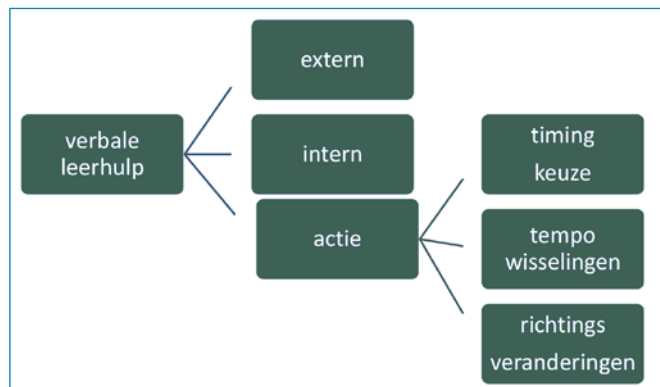 verbale
leerhulp
extern
intern
actie
timing
keuze
tempo
wisselingen
richtings
veranderingen